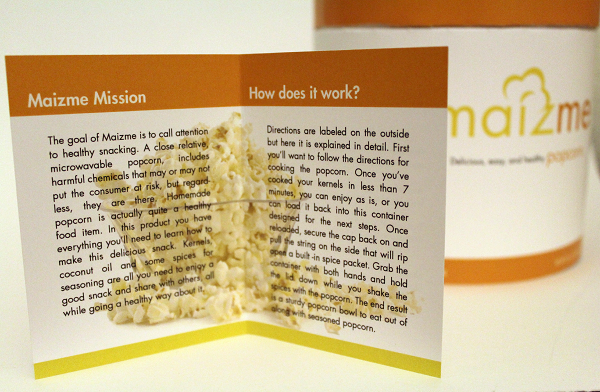 Maizme Mission
The goal of Maizme is to call attention
to healthy snacking. A close relative,
microwavable popcorn, includes
harmful chemicals that may or may not
put the consumer at risk, but regard-
less, they are there. Homemade
popcorn is actually quite a healthy
food item. In this product you have
everything you'll need to learn how to
make this delicious snack. Kernels,
coconut oil and some spices for
seasoning are all you need to enjoy a
good snack and share with others, all
while going a healthy way about it.
How does it work?
Directions are labeled on the outside
but here it is explained in detail. First
you'll want to follow the directions for
cooking the popcorn. Once you've
cooked your kernels in less than 7
minutes, you can enjoy as is, or you
can load it back into this container
designed for the next steps. Once
reloaded, secure the cap back on and
pull the string on the side that will rip
open a built-in spice packet. Grab the
container with both hands and hold
the lid down while you shake the
spices with the popcorn. The end result
is a sturdy popcorn bowl to eat out of
along with seasoned popcorn.
maizme
Delicious, easy, and healthy popcorn